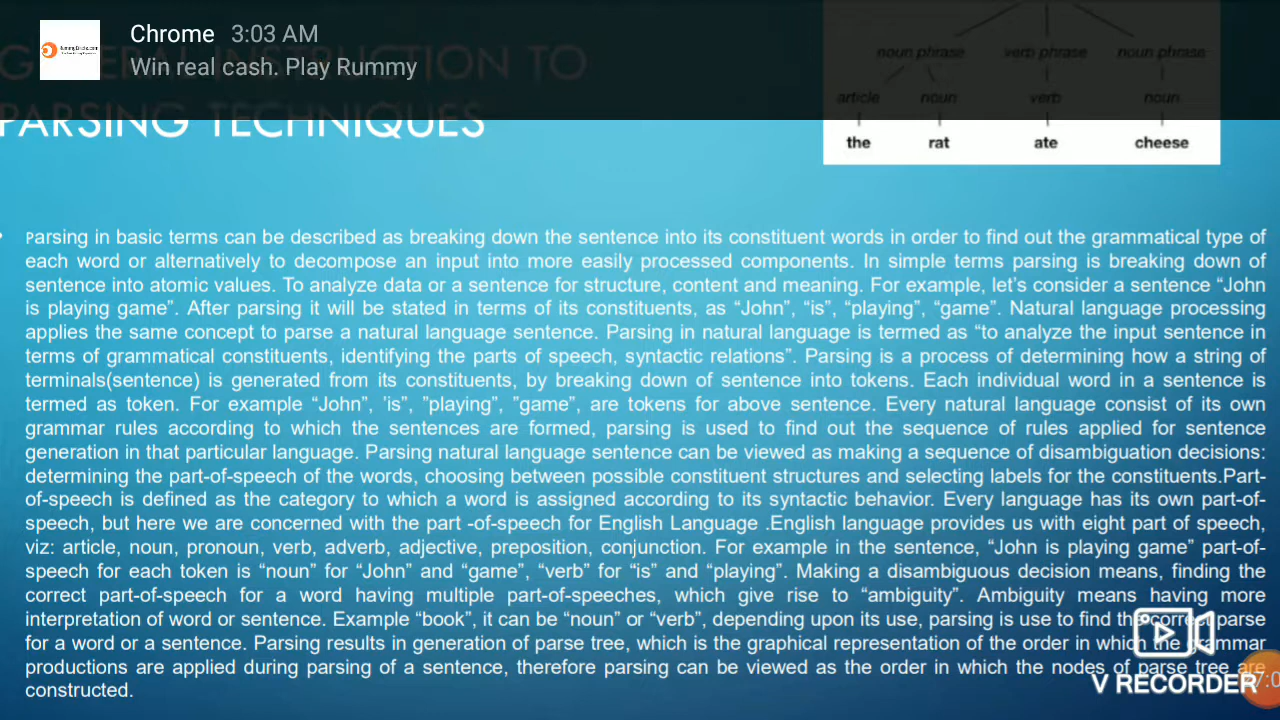 Chrome 3:03 AM
Win real cash. Play Rummy
GENERAL INSTRUCTION TO
PARSING TECHNIQUES
noun phrase verb phrase noun phrase
article noun verb noun
the rat ate cheese
• Parsing in basic terms can be described as breaking down the sentence into its constituent words in order to find out the grammatical type of
each word or alternatively to decompose an input into more easily processed components. In simple terms parsing is breaking down of
sentence into atomic values. To analyze data or a sentence for structure, content and meaning. For example, let's consider a sentence “John
is playing game”. After parsing it will be stated in terms of its constituents, as “John”, “is”, “playing”, “game”. Natural language processing
applies the same concept to parse a natural language sentence. Parsing in natural language is termed as “to analyze the input sentence in
terms of grammatical constituents, identifying the parts of speech, syntactic relations”. Parsing is a process of determining how a string of
terminals(sentence) is generated from its constituents, by breaking down of sentence into tokens. Each individual word in a sentence is
termed as token. For example “John”, 'is”, ”playing”, ”game”, are tokens for above sentence. Every natural language consist of its own
grammar rules according to which the sentences are formed, parsing is used to find out the sequence of rules applied for sentence
generation in that particular language. Parsing natural language sentence can be viewed as making a sequence of disambiguation decisions:
determining the part-of-speech of the words, choosing between possible constituent structures and selecting labels for the constituents.Part-
of-speech is defined as the category to which a word is assigned according to its syntactic behavior. Every language has its own part-of-
speech, but here we are concerned with the part -of-speech for English Language .English language provides us with eight part of speech,
viz: article, noun, pronoun, verb, adverb, adjective, preposition, conjunction. For example in the sentence, “John is playing game” part-of-
speech for each token is “noun” for “John” and “game”, “verb” for “is” and “playing”. Making a disambiguous decision means, finding the
correct part-of-speech for a word having multiple part-of-speeches, which give rise to “ambiguity”. Ambiguity means having more
interpretation of word or sentence. Example “book”, it can be “noun” or “verb”, depending upon its use, parsing is use to find the correct parse
for a word or a sentence. Parsing results in generation of parse tree, which is the graphical representation of the order in which the grammar
productions are applied during parsing of a sentence, therefore parsing can be viewed as the order in which the nodes of parse tree are
constructed.
V RECORDER